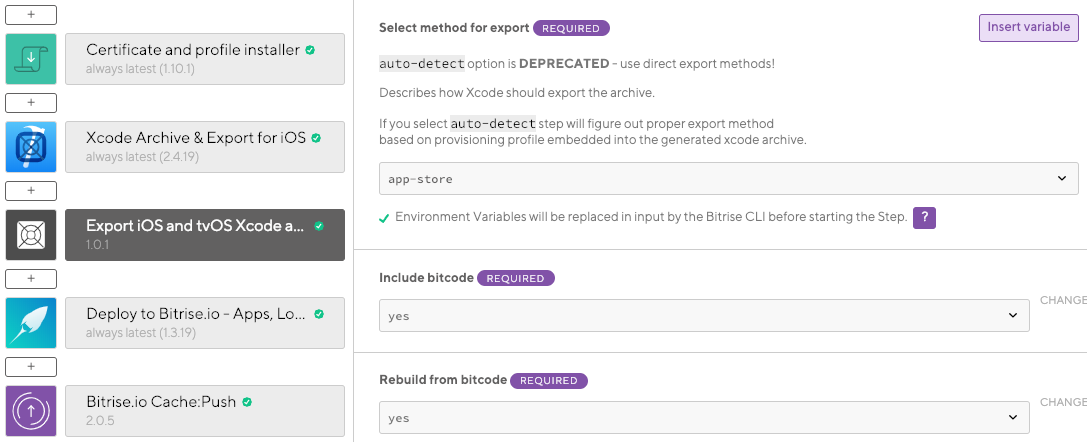 +
Certificate and profile installer
always latest (1.10.1)
+
Xcode Archive & Export for iOS
always latest (2.4.19)
+
Export iOS and tvOS Xcode a...
1.0.1
+
Deploy to Bitrise.io - Apps, Lo...
always latest (1.3.19)
+
Bitrise.io Cache:Push
2.0.5
Select method for export REQUIRED
Insert variable
auto-detect option is DEPRECATED - use direct export methods!
Describes how Xcode should export the archive.
If you select auto-detect step will figure out proper export method
based on provisioning profile embedded into the generated xcode archive.
app-store
Environment Variables will be replaced in input by the Bitrise CLI before starting the Step. ?
Include bitcode REQUIRED
CHANGE
yes
Rebuild from bitcode REQUIRED
CHANGE
yes